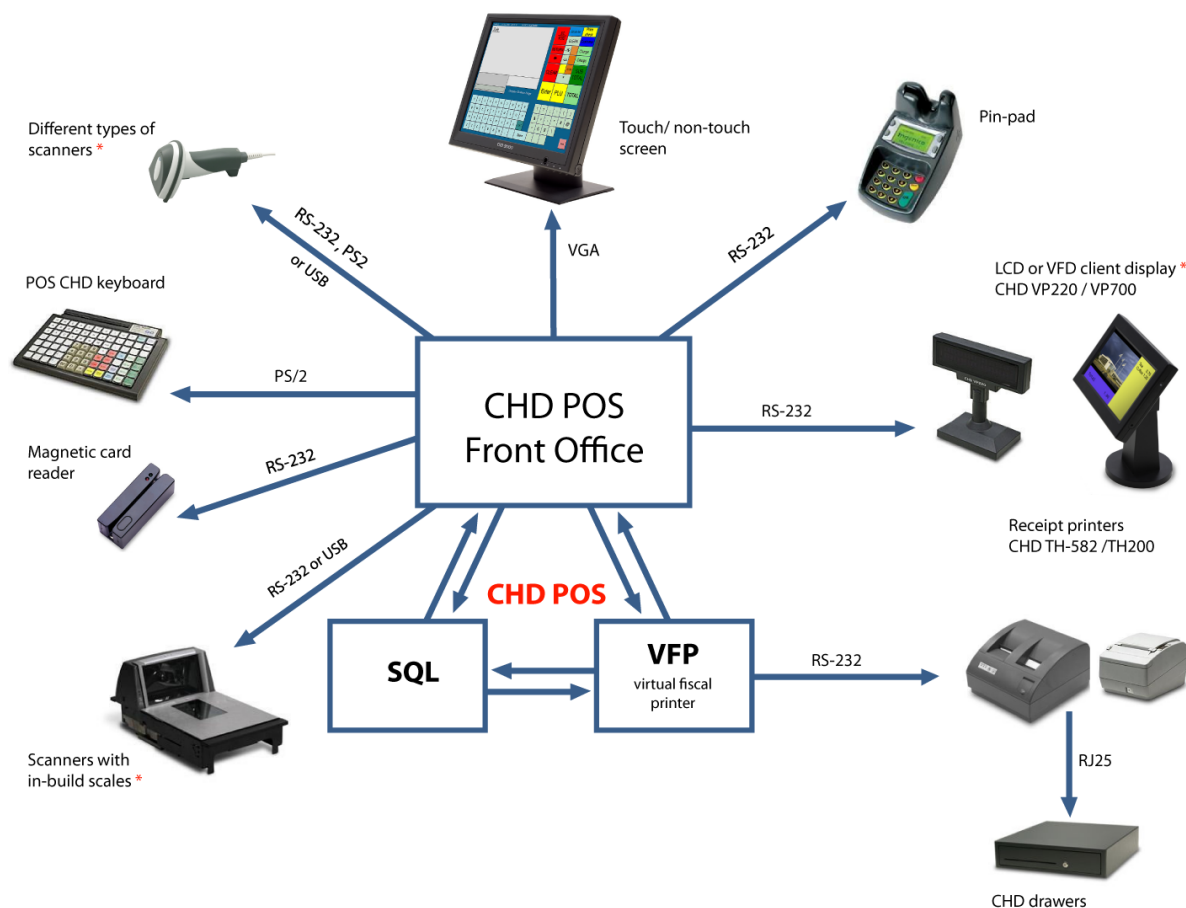 Different types of
scanners *
Touch/ non-touch
screen
Pin-pad
RS-232, PS2
or USB
VGA
RS-232
LCD or VFD client display *
CHD VP220 / VP700
POS CHD keyboard
PS/2
CHD POS
Front Office
RS-232
Magnetic card
reader
RS-232
Receipt printers
CHD TH-582 /TH200
RS-232 or USB
CHD POS
SQL
VFP
virtual fiscal
printer
RS-232
Scanners with
in-build scales *
RJ25
CHD drawers